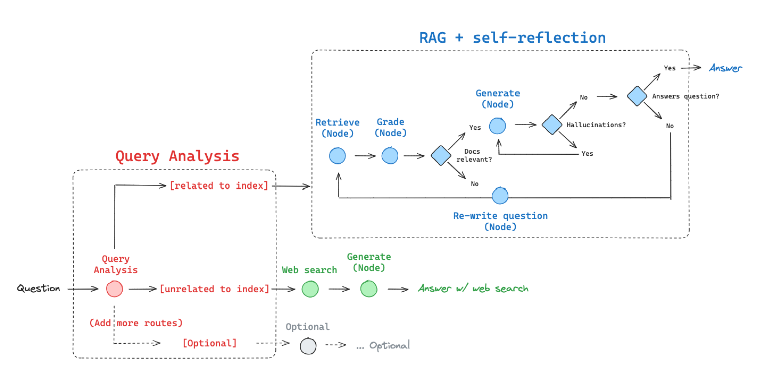 RAG + self-reflection
Yes
Answer
Generate
(Node)
No
Answers question?
Retrieve
(Node)
Grade
(Node)
Yes
Hallucinations?
No
Docs
relevant?
Yes
Query Analysis
No
[related to index]
Re-write question
(Node)
Query
Analysis
Web search
Generate
(Node)
Question
[unrelated to index]
Answer w/ web search
(Add more routes)
Optional
[Optional]
... Optional